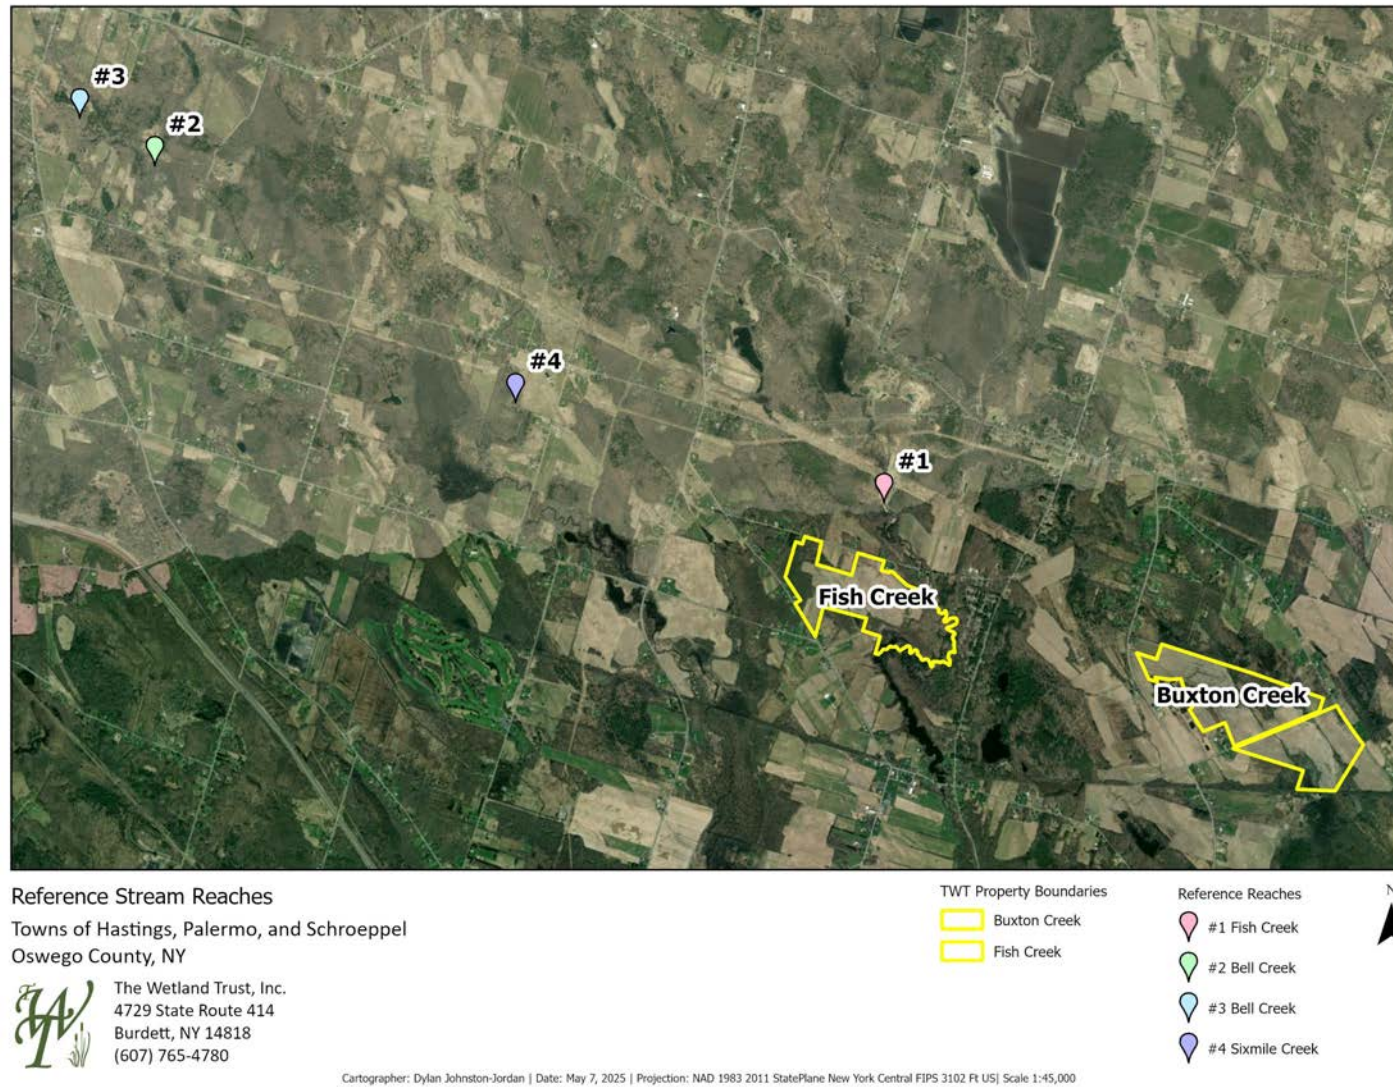 #3
#2
#4
#1
Fish Creek
Buxton Creek
Reference Stream Reaches
Towns of Hastings, Palermo, and Schroeppel
Oswego County, NY
TWT
The Wetland Trust, Inc.
4729 State Route 414
Burdett, NY 14818
(607) 765-4780
TWT Property Boundaries
Buxton Creek
Fish Creek
Reference Reaches
#1 Fish Creek
#2 Bell Creek
#3 Bell Creek
#4 Sixmile Creek
N
Cartographer: Dylan Johnston-Jordan | Date: May 7, 2025 | Projection: NAD 1983 2011 StatePlane New York Central FIPS 3102 Ft US| Scale 1:45,000